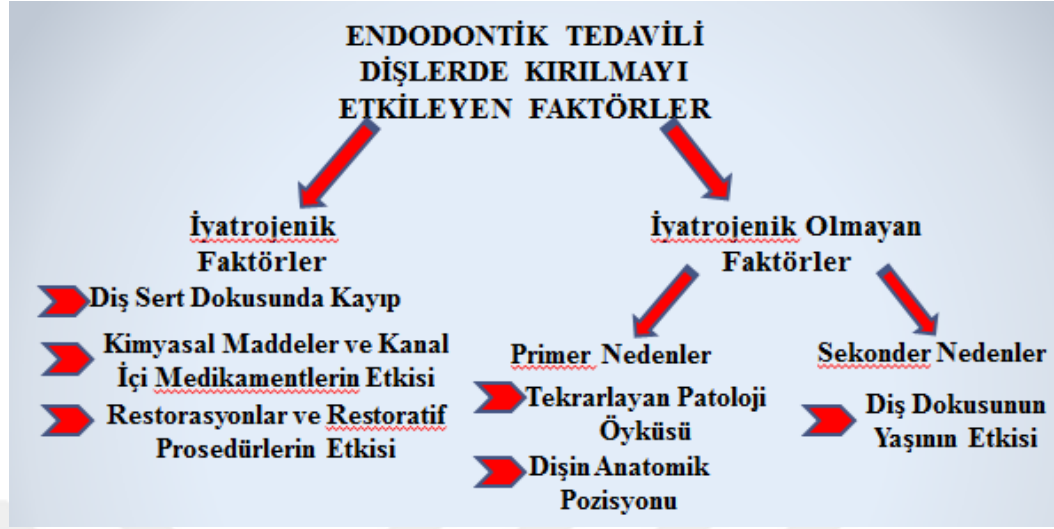 ENDODONTİK TEDAVİLİ
DİŞLERDE KIRILMAYI
ETKİLEYEN FAKTÖRLER
İyatrojenik
Faktörler
Diş Sert Dokusunda Kayıp
Kimyasal Maddeler ve Kanal
İçi Medikamentlerin Etkisi
Restorasyonlar ve Restoratif
Prosedürlerin Etkisi
İyatrojenik Olmayan
Faktörler
Primer Nedenler
Tekrarlayan Patoloji
Öyküsü
Dişin Anatomik
Pozisyonu
Sekonder Nedenler
Diş Dokusunun
Yaşının Etkisi